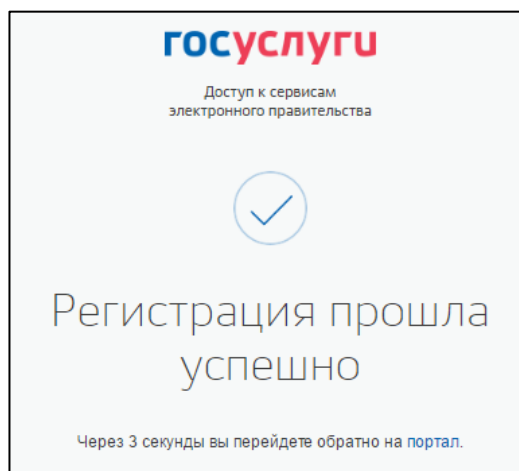 госуслуги
Доступ к сервисам
электронного правительства
Регистрация прошла
успешно
Через 3 секунды вы перейдете обратно на портал.